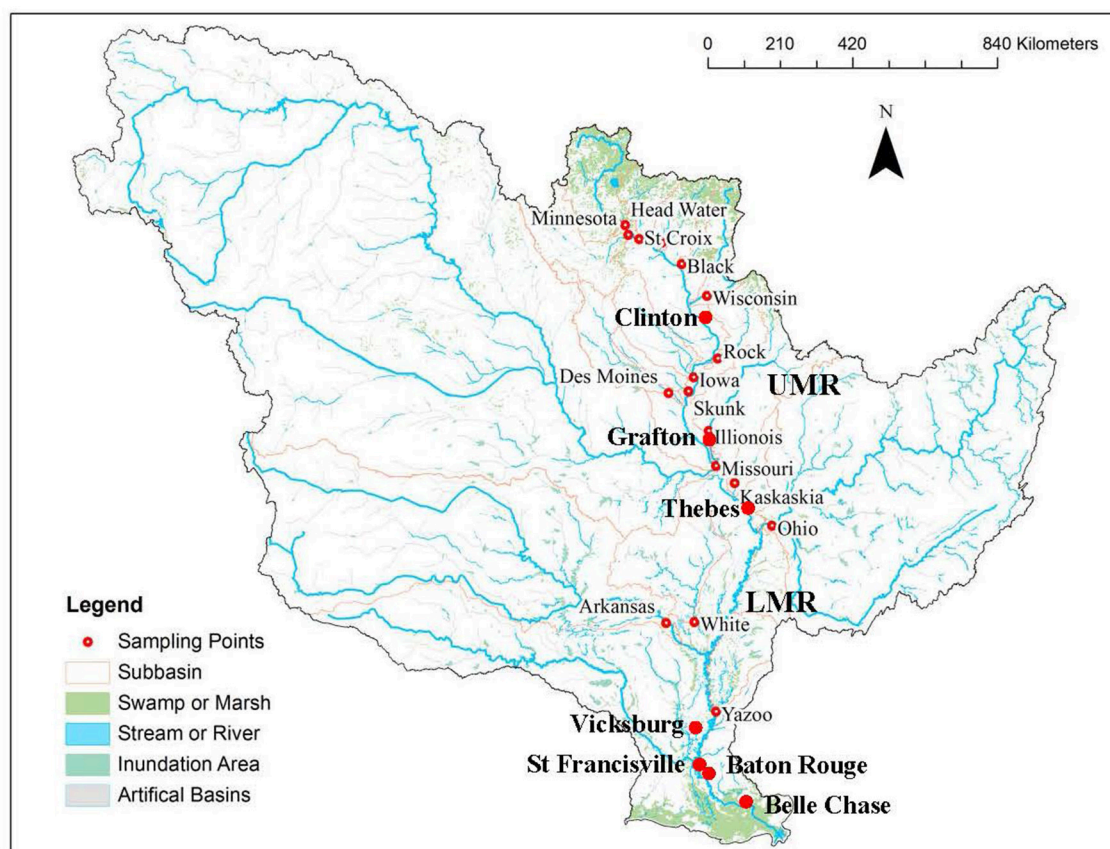 0 210 420 840 Kilometers
N
Head Water
Minnesota
St Croix
Black
Wisconsin
Clinton
Rock
Des Moines
Iowa
UMR
Skunk
Grafton
Illionois
Missouri
Kaskaskia
Thebes
Ohio
LMR
Arkansas
White
Yazoo
Vicksburg
St Francisville
Baton Rouge
Belle Chase
Legend
Sampling Points
Subbasin
Swamp or Marsh
Stream or River
Inundation Area
Artifical Basins